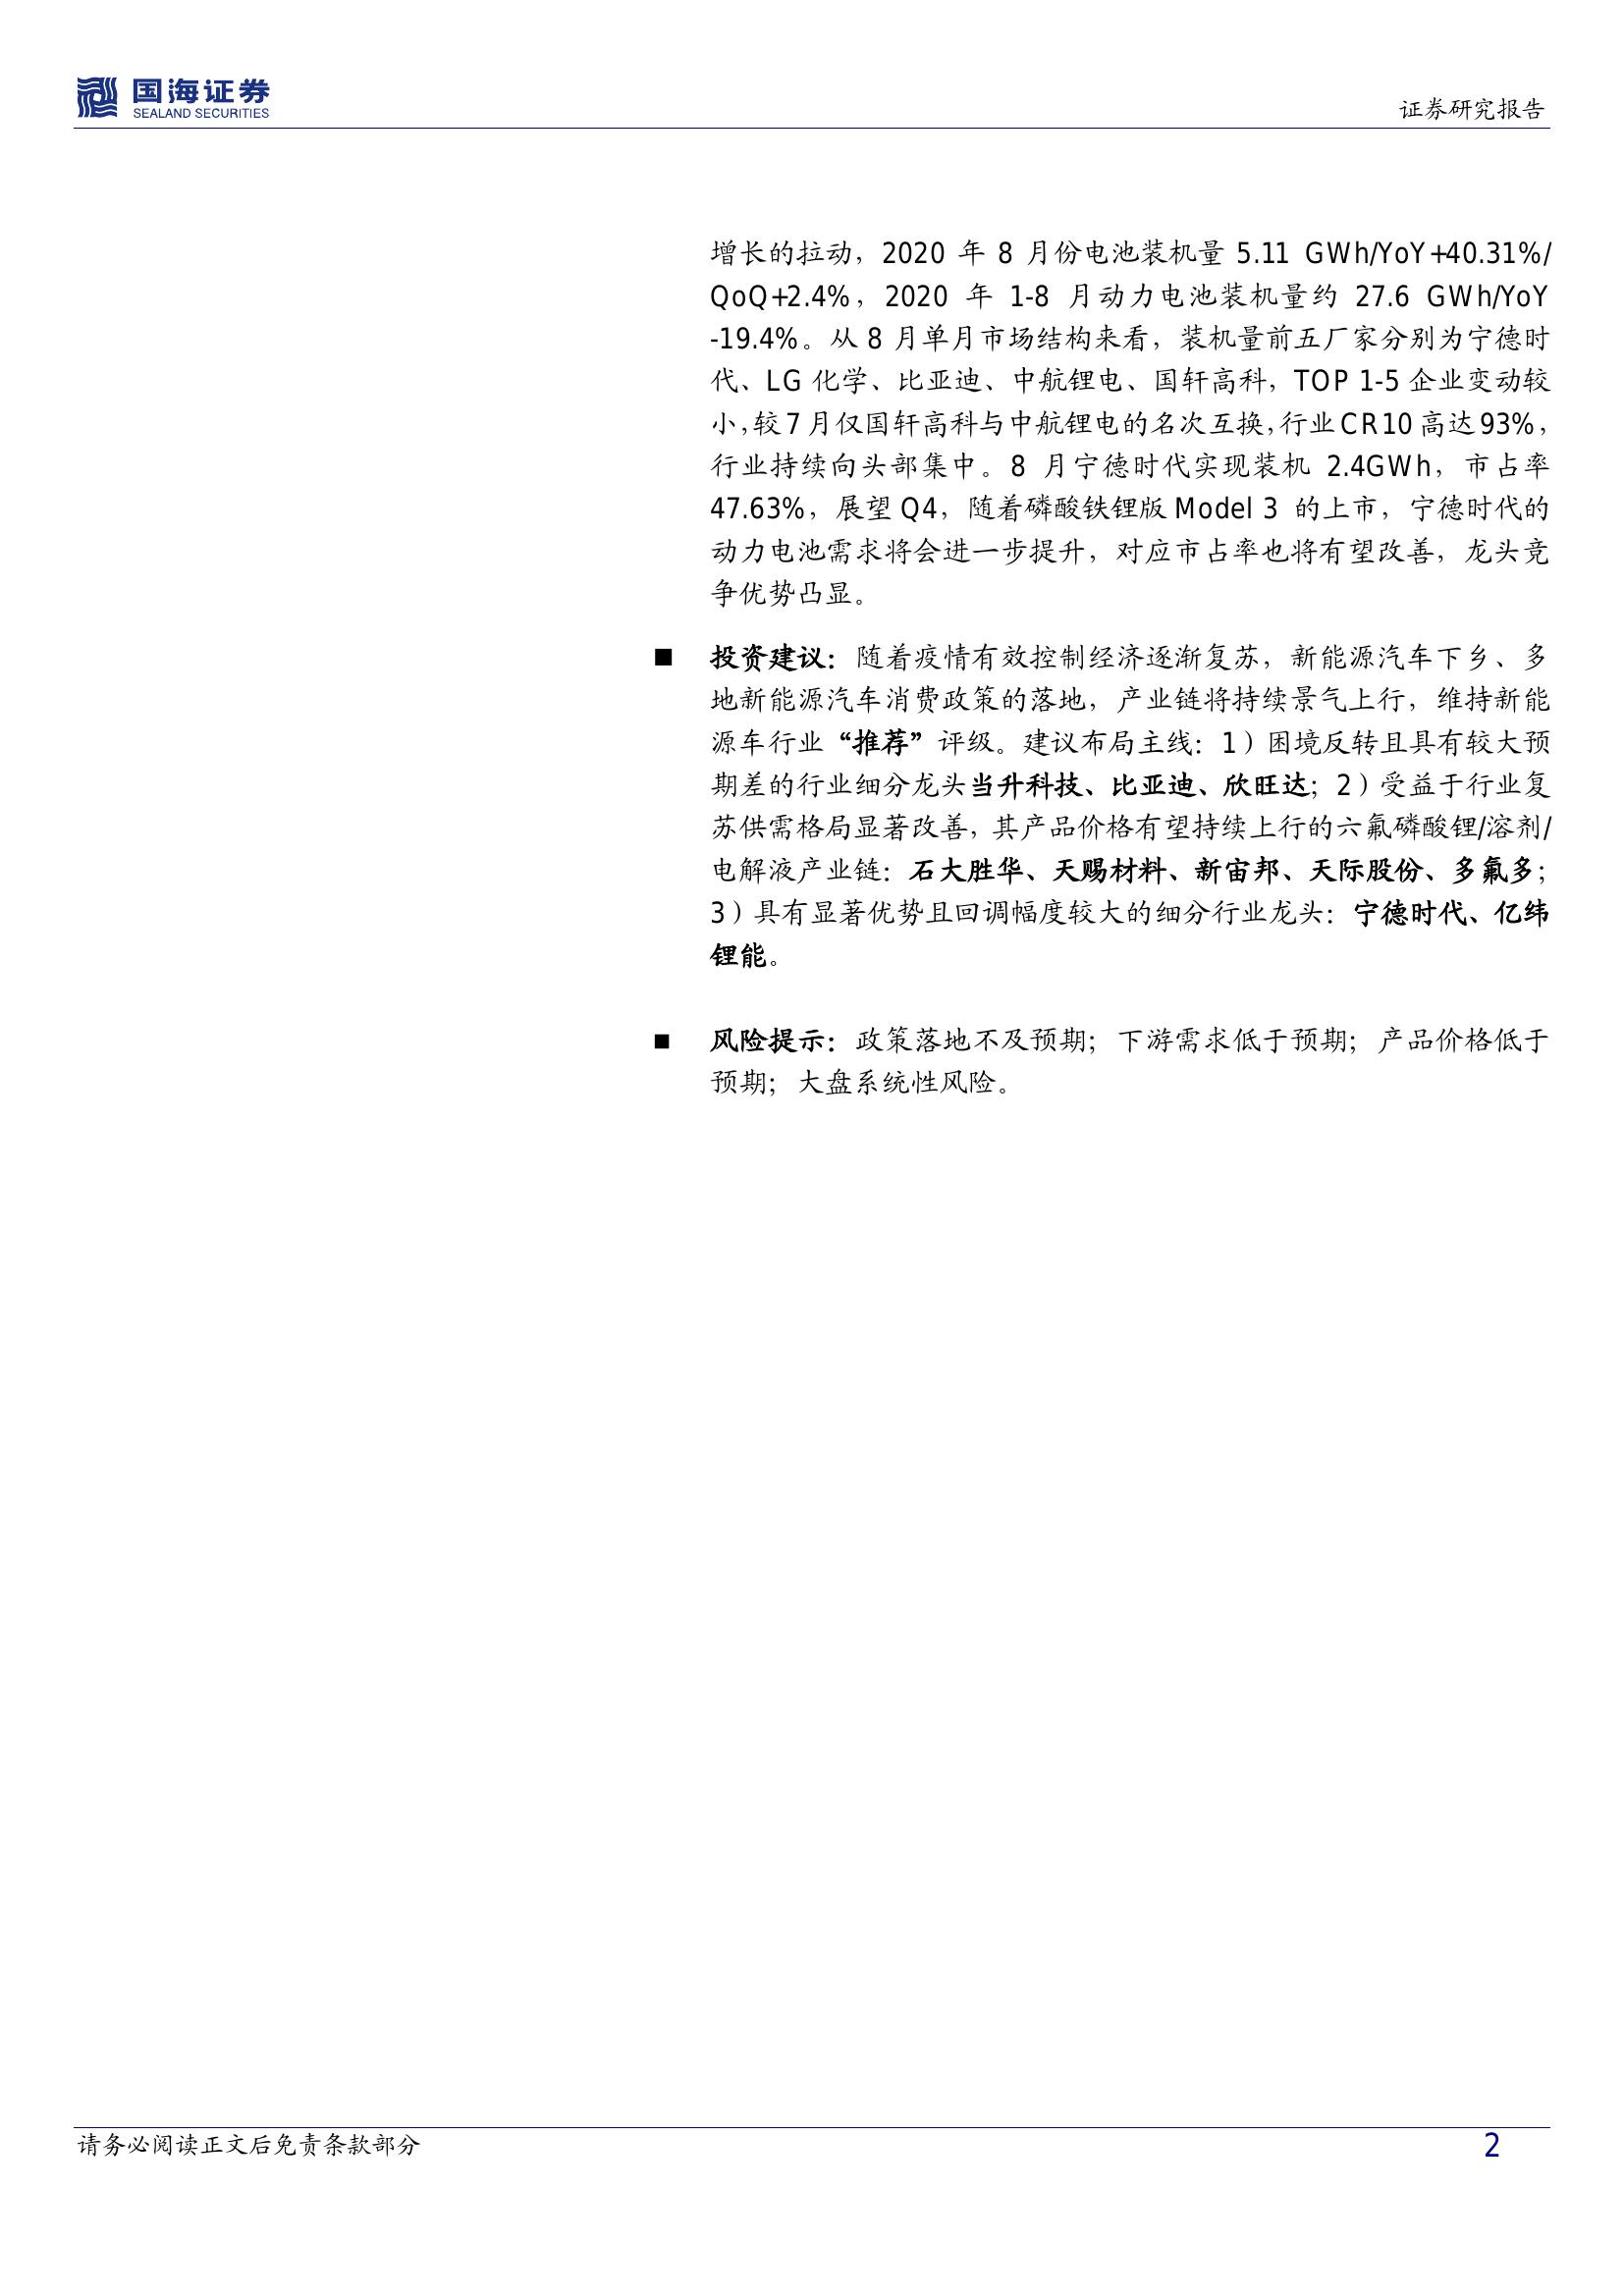 国海证券
SEALAND SECURITIES
证券研究报告
增长的拉动，2020 年 8 月份电池装机量 5.11 GWh/YoY+40.31%/
QoQ+2.4%，2020 年 1-8 月动力电池装机量约 27.6 GWh/YoY
-19.4%。从 8 月单月市场结构来看，装机量前五厂家分别为宁德时
代、LG 化学、比亚迪、中航锂电、国轩高科，TOP 1-5 企业变动较
小，较 7 月仅国轩高科与中航锂电的名次互换，行业 CR10 高达 93%，
行业持续向头部集中。8 月宁德时代实现装机 2.4GWh，市占率
47.63%，展望 Q4，随着磷酸铁锂版 Model 3 的上市，宁德时代的
动力电池需求将会进一步提升，对应市占率也将有望改善，龙头竞
争优势凸显。
■ 投资建议：随着疫情有效控制经济逐渐复苏，新能源汽车下乡、多
地新能源汽车消费政策的落地，产业链将持续景气上行，维持新能
源车行业“推荐”评级。建议布局主线：1）困境反转且具有较大预
期差的行业细分龙头当升科技、比亚迪、欣旺达；2）受益于行业复
苏供需格局显著改善，其产品价格有望持续上行的六氟磷酸锂/溶剂/
电解液产业链：石大胜华、天赐材料、新宙邦、天际股份、多氟多；
3）具有显著优势且回调幅度较大的细分行业龙头：宁德时代、亿纬
锂能。
■ 风险提示：政策落地不及预期；下游需求低于预期；产品价格低于
预期；大盘系统性风险。
请务必阅读正文后免责条款部分
2